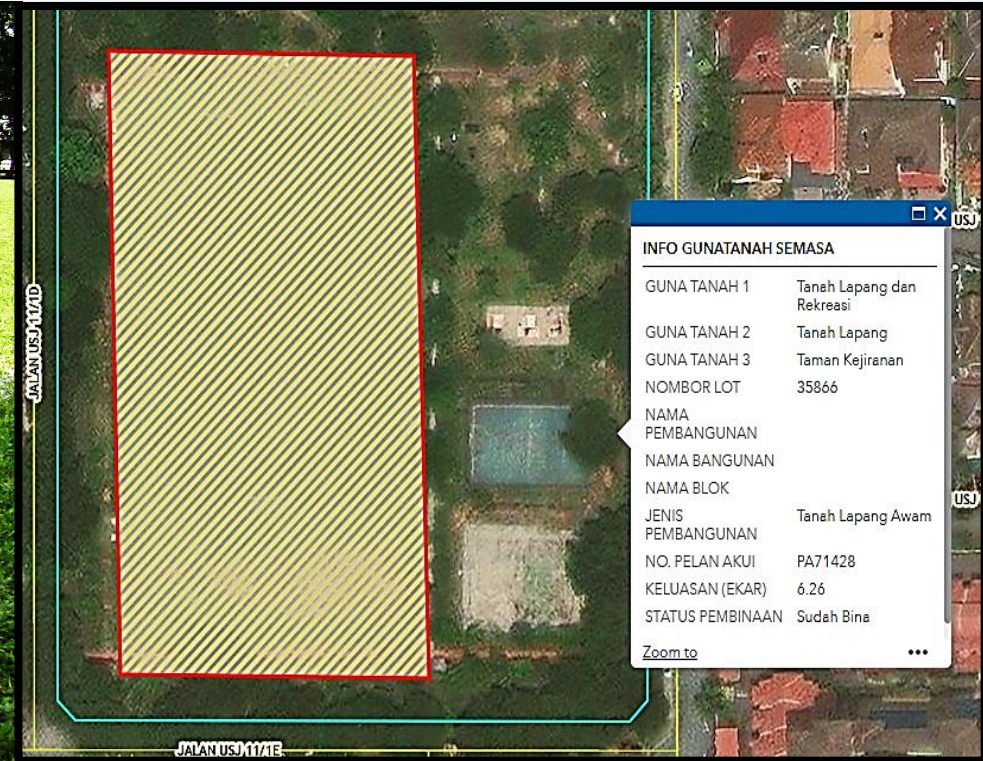 JALAN USJ 11/1D
JALAN USJ 11/1E
USJ
USJ
INFO GUNATANAH SEMASA
GUNA TANAH 1 Tanah Lapang dan
Rekreasi
GUNA TANAH 2 Tanah Lapang
GUNA TANAH 3 Taman Kejiranan
NOMBOR LOT 35866
NAMA
PEMBANGUNAN
NAMA BANGUNAN
NAMA BLOK
JENIS Tanah Lapang Awam
PEMBANGUNAN
NO. PELAN AKUI PA71428
KELUASAN (EKAR) 6.26
STATUS PEMBINAAN Sudah Bina
Zoom to